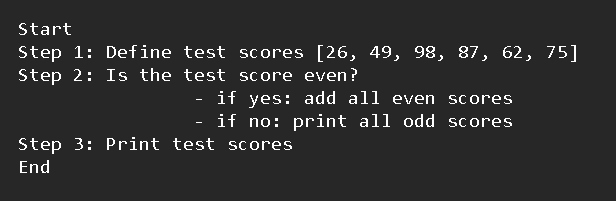 Start
Step 1: Define test scores [26, 49, 98, 87, 62, 75]
Step 2: Is the test score even?
- if yes: add all even scores
- if no: print all odd scores
Step 3: Print test scores
End